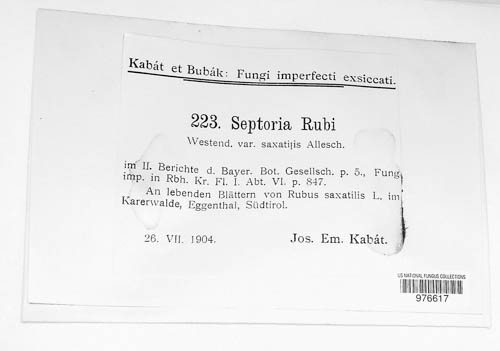 Kabát et Bubák: Fungi imperfecti exsiccati.
223. Septoria Rubi
Westend. var. saxatilis Allesch.
im II. Berichte d. Bayer. Bot. Gesellsch. p. 5., Fung
imp. in Rbh. Kr. Fl. I. Abt. VI. p. 847.
An lebenden Blättern von Rubus saxatilis L. im
Karerwalde, Eggenthal, Südtirol.
26. VII. 1904. Jos. Em. Kabát.
US NATIONAL FUNGUS COLLECTIONS
976617